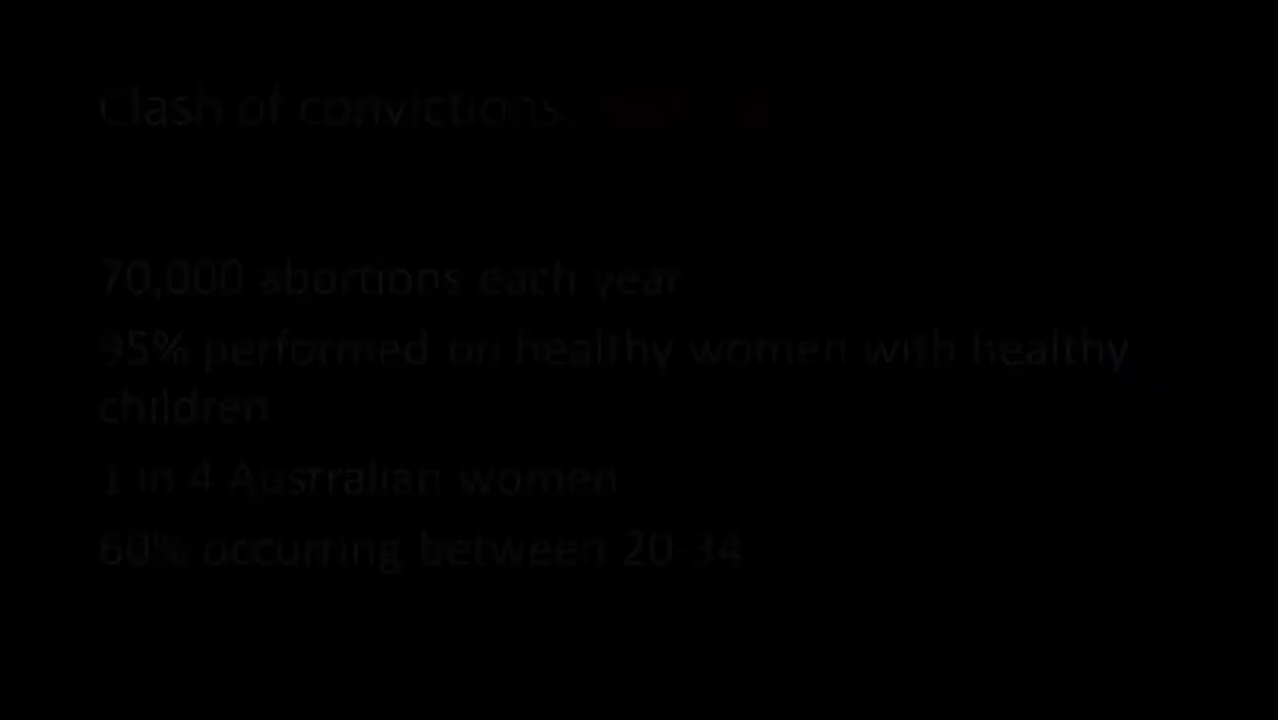 Clash of convictions:
70,000 abortions each year
95% performed on healthy women with healthy
children
1 in 4 Australian women
60% occurring between 20-34